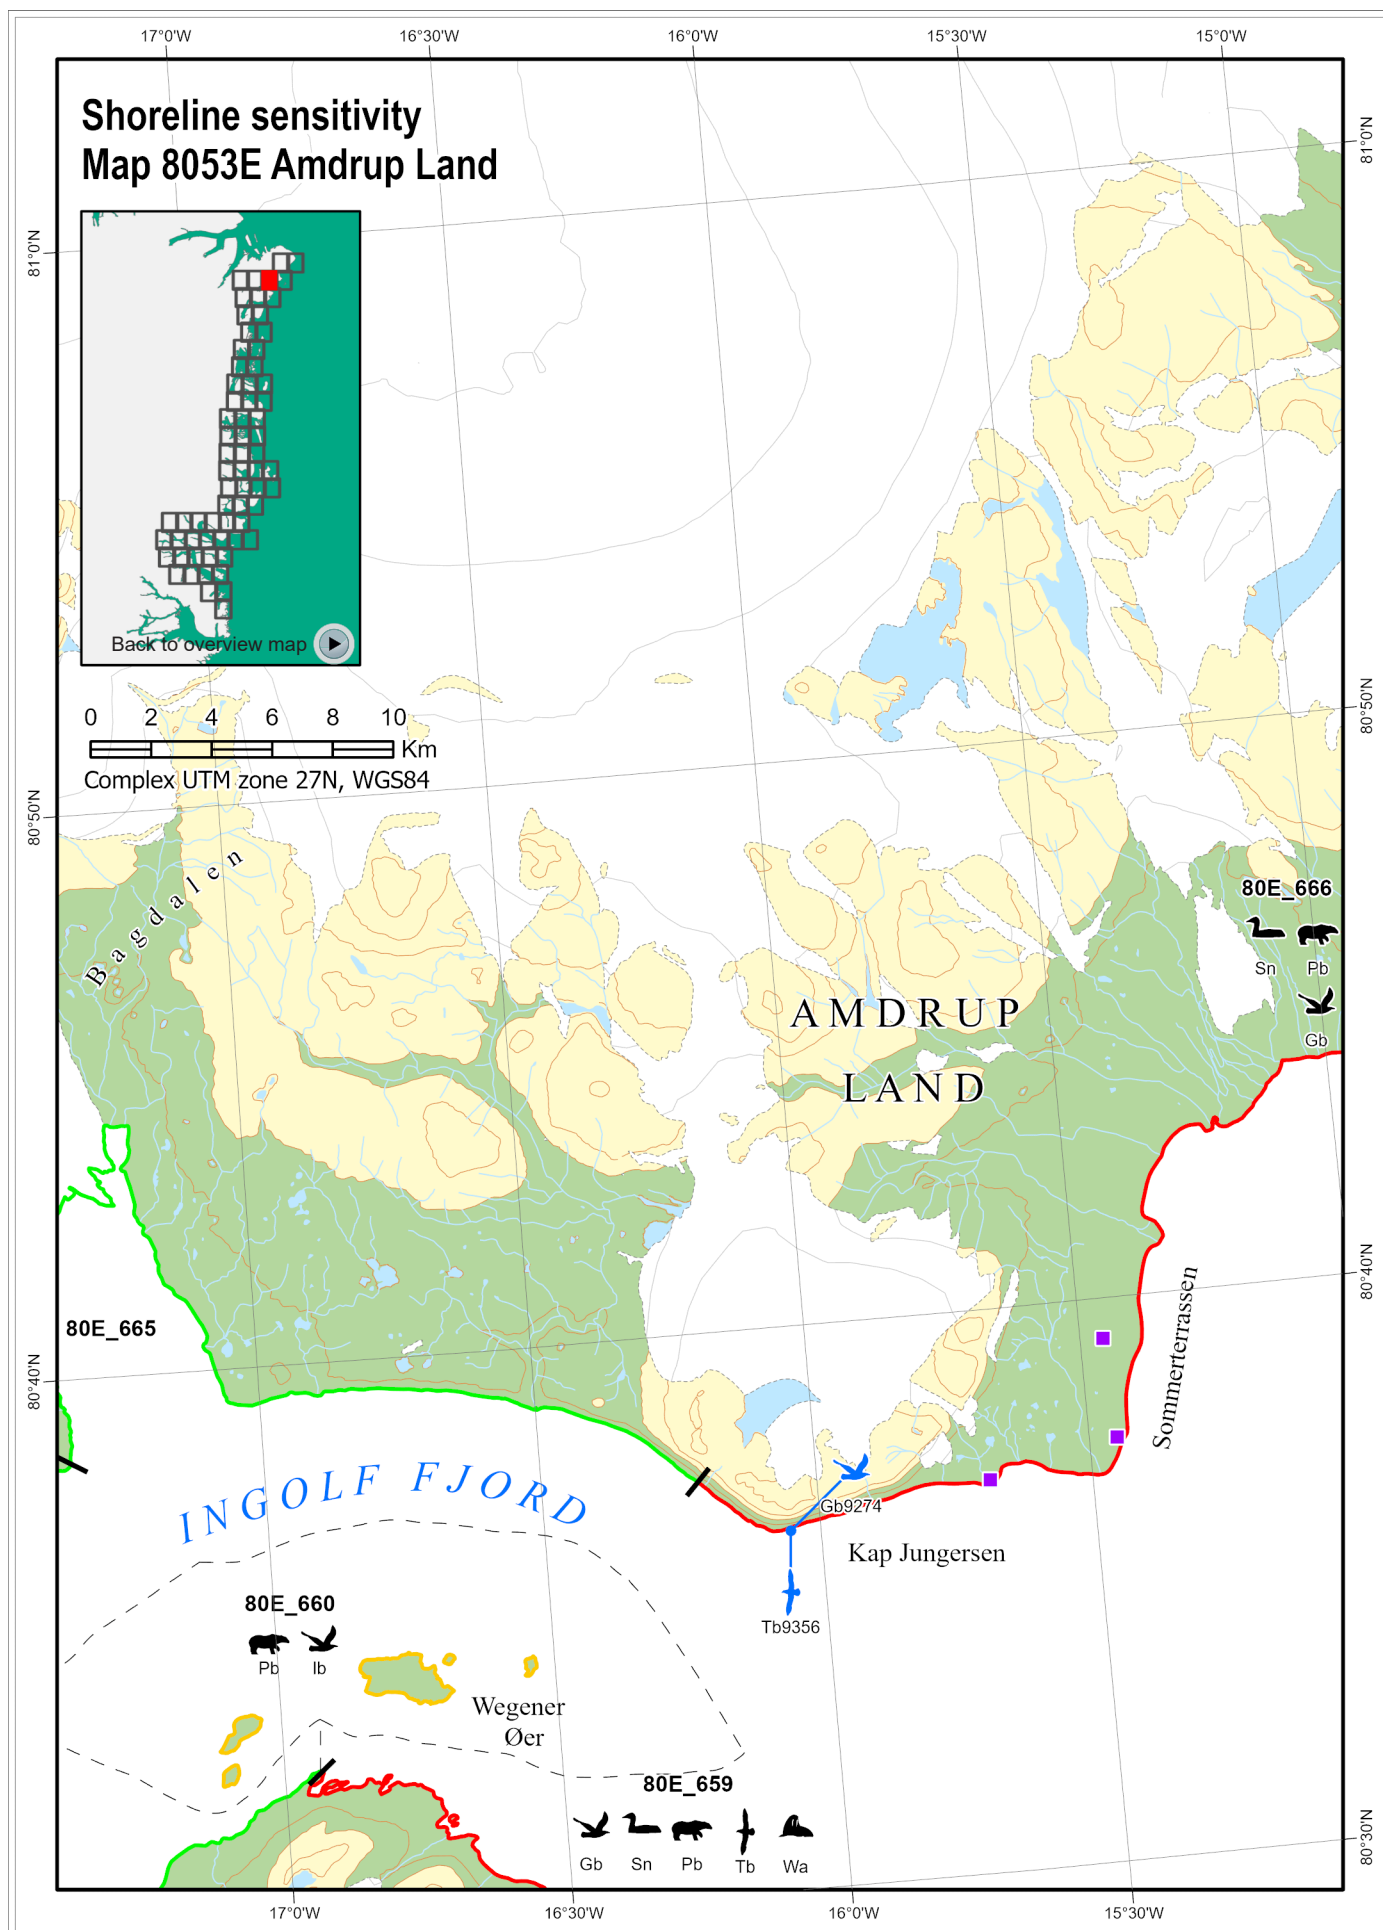 17°0'W 16°30'W 16°0'W 15°30'W 15°0'W
Shoreline sensitivity
Map 8053E Amdrup Land
81°0'N
81°0'N
Back to overview map
0 2 4 6 8 10
Km
Complex UTM zone 27N, WGS84
80°50'N
80°50'N
Bagdalen
80E_666
Sn Pb
Gb
AMDRUP
LAND
80°40'N
80E_665
80°40'N
Sommerterrassen
INGOLF FJORD
Gb9274
Kap Jungersen
Tb9356
80E_660
Pb Ib
Wegener
Øer
80E_659
Gb Sn Pb Tb Wa
80°30'N
17°0'W 16°30'W 16°0'W 15°30'W